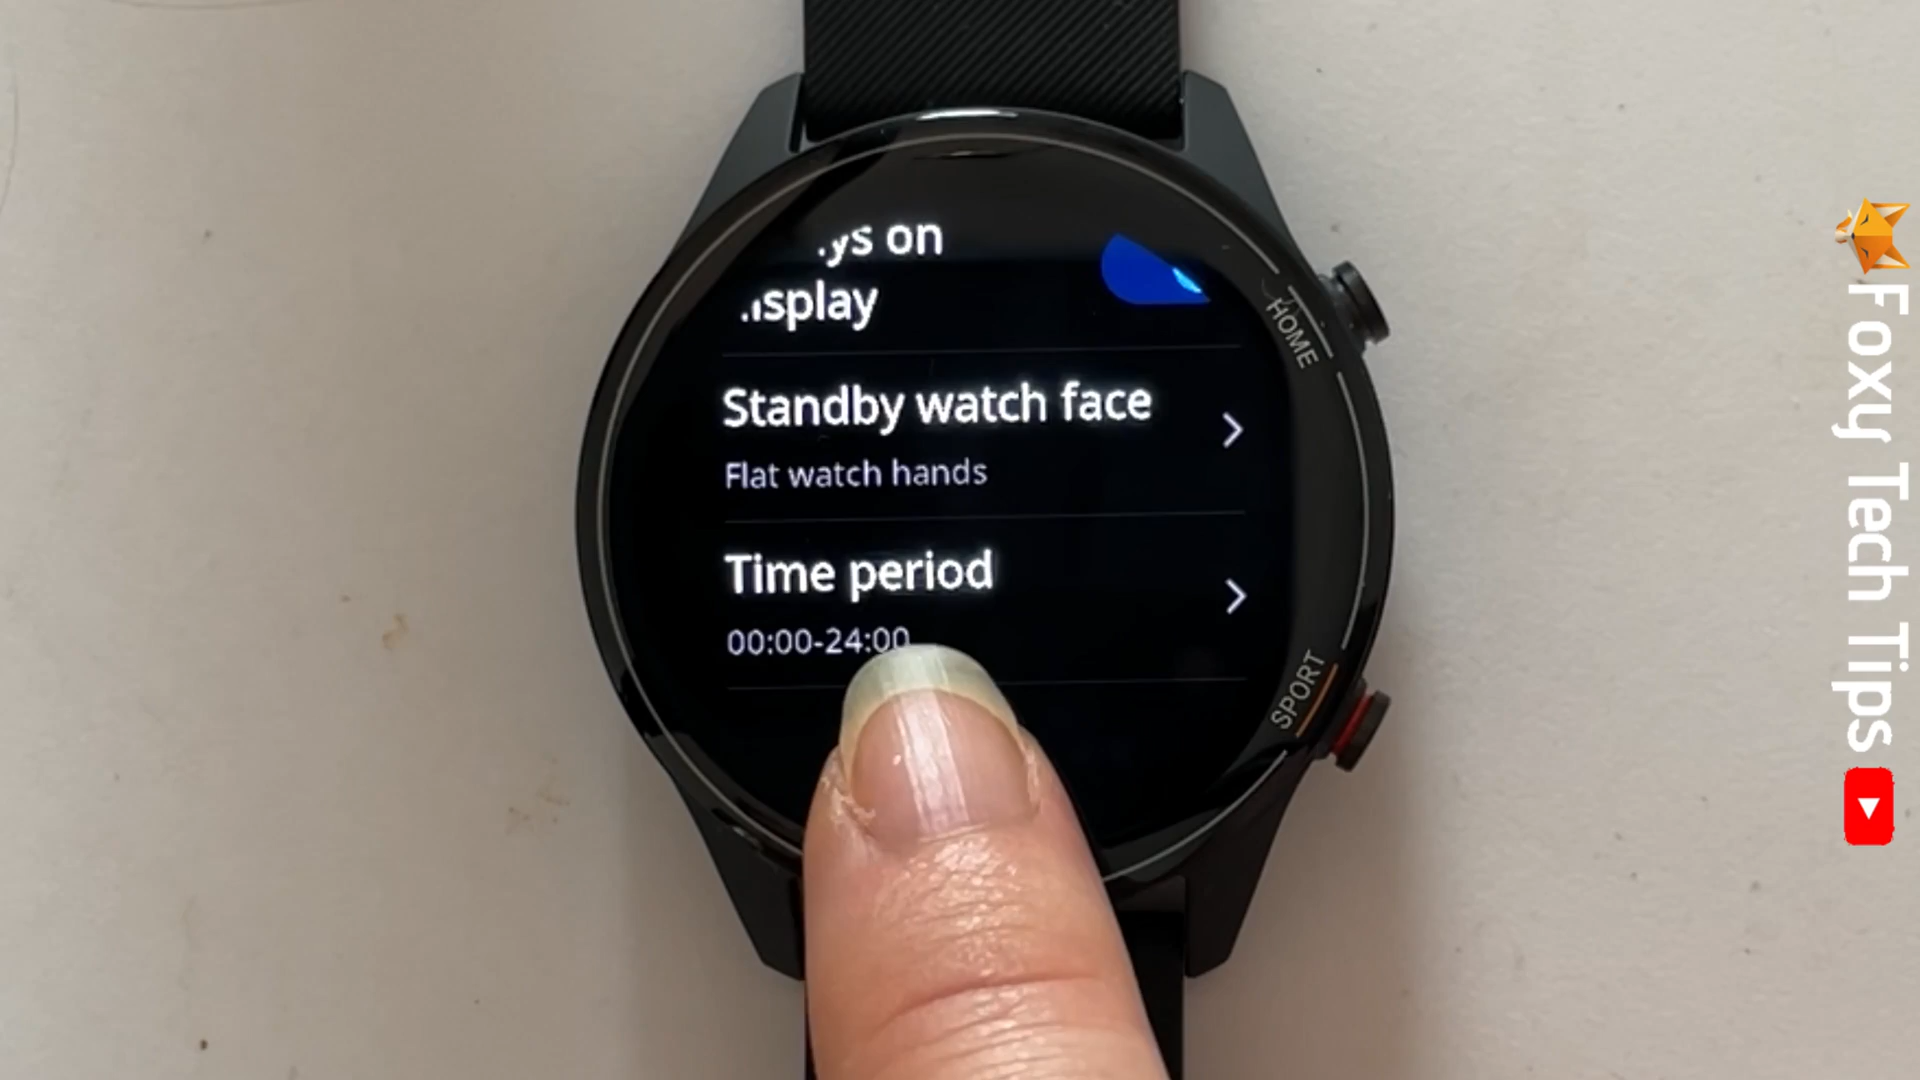 ys on
splay
Standby watch face
Flat watch hands
Time period
00:00-24:00
HOME
SPORT
Foxy Tech Tips